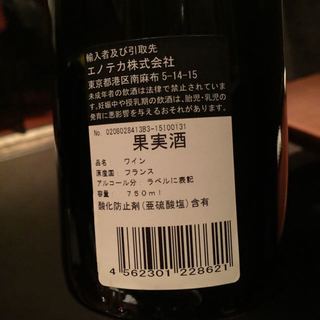 輸入者及び引取先
エノテカ株式会社
東京都港区南麻布 5-14-15
未成年者の飲酒は法律で禁止されています。
妊娠中や授乳期の飲酒は、胎児・乳児の
発育に悪影響を与えるおそれがあります。
No. 0206028413B3-15100131
果実酒
品名: ワイン
原産国: フランス
アルコール分: ラベルに表記
容量: 750ml
酸化防止剤(亜硫酸塩)含有
4 562301 228621